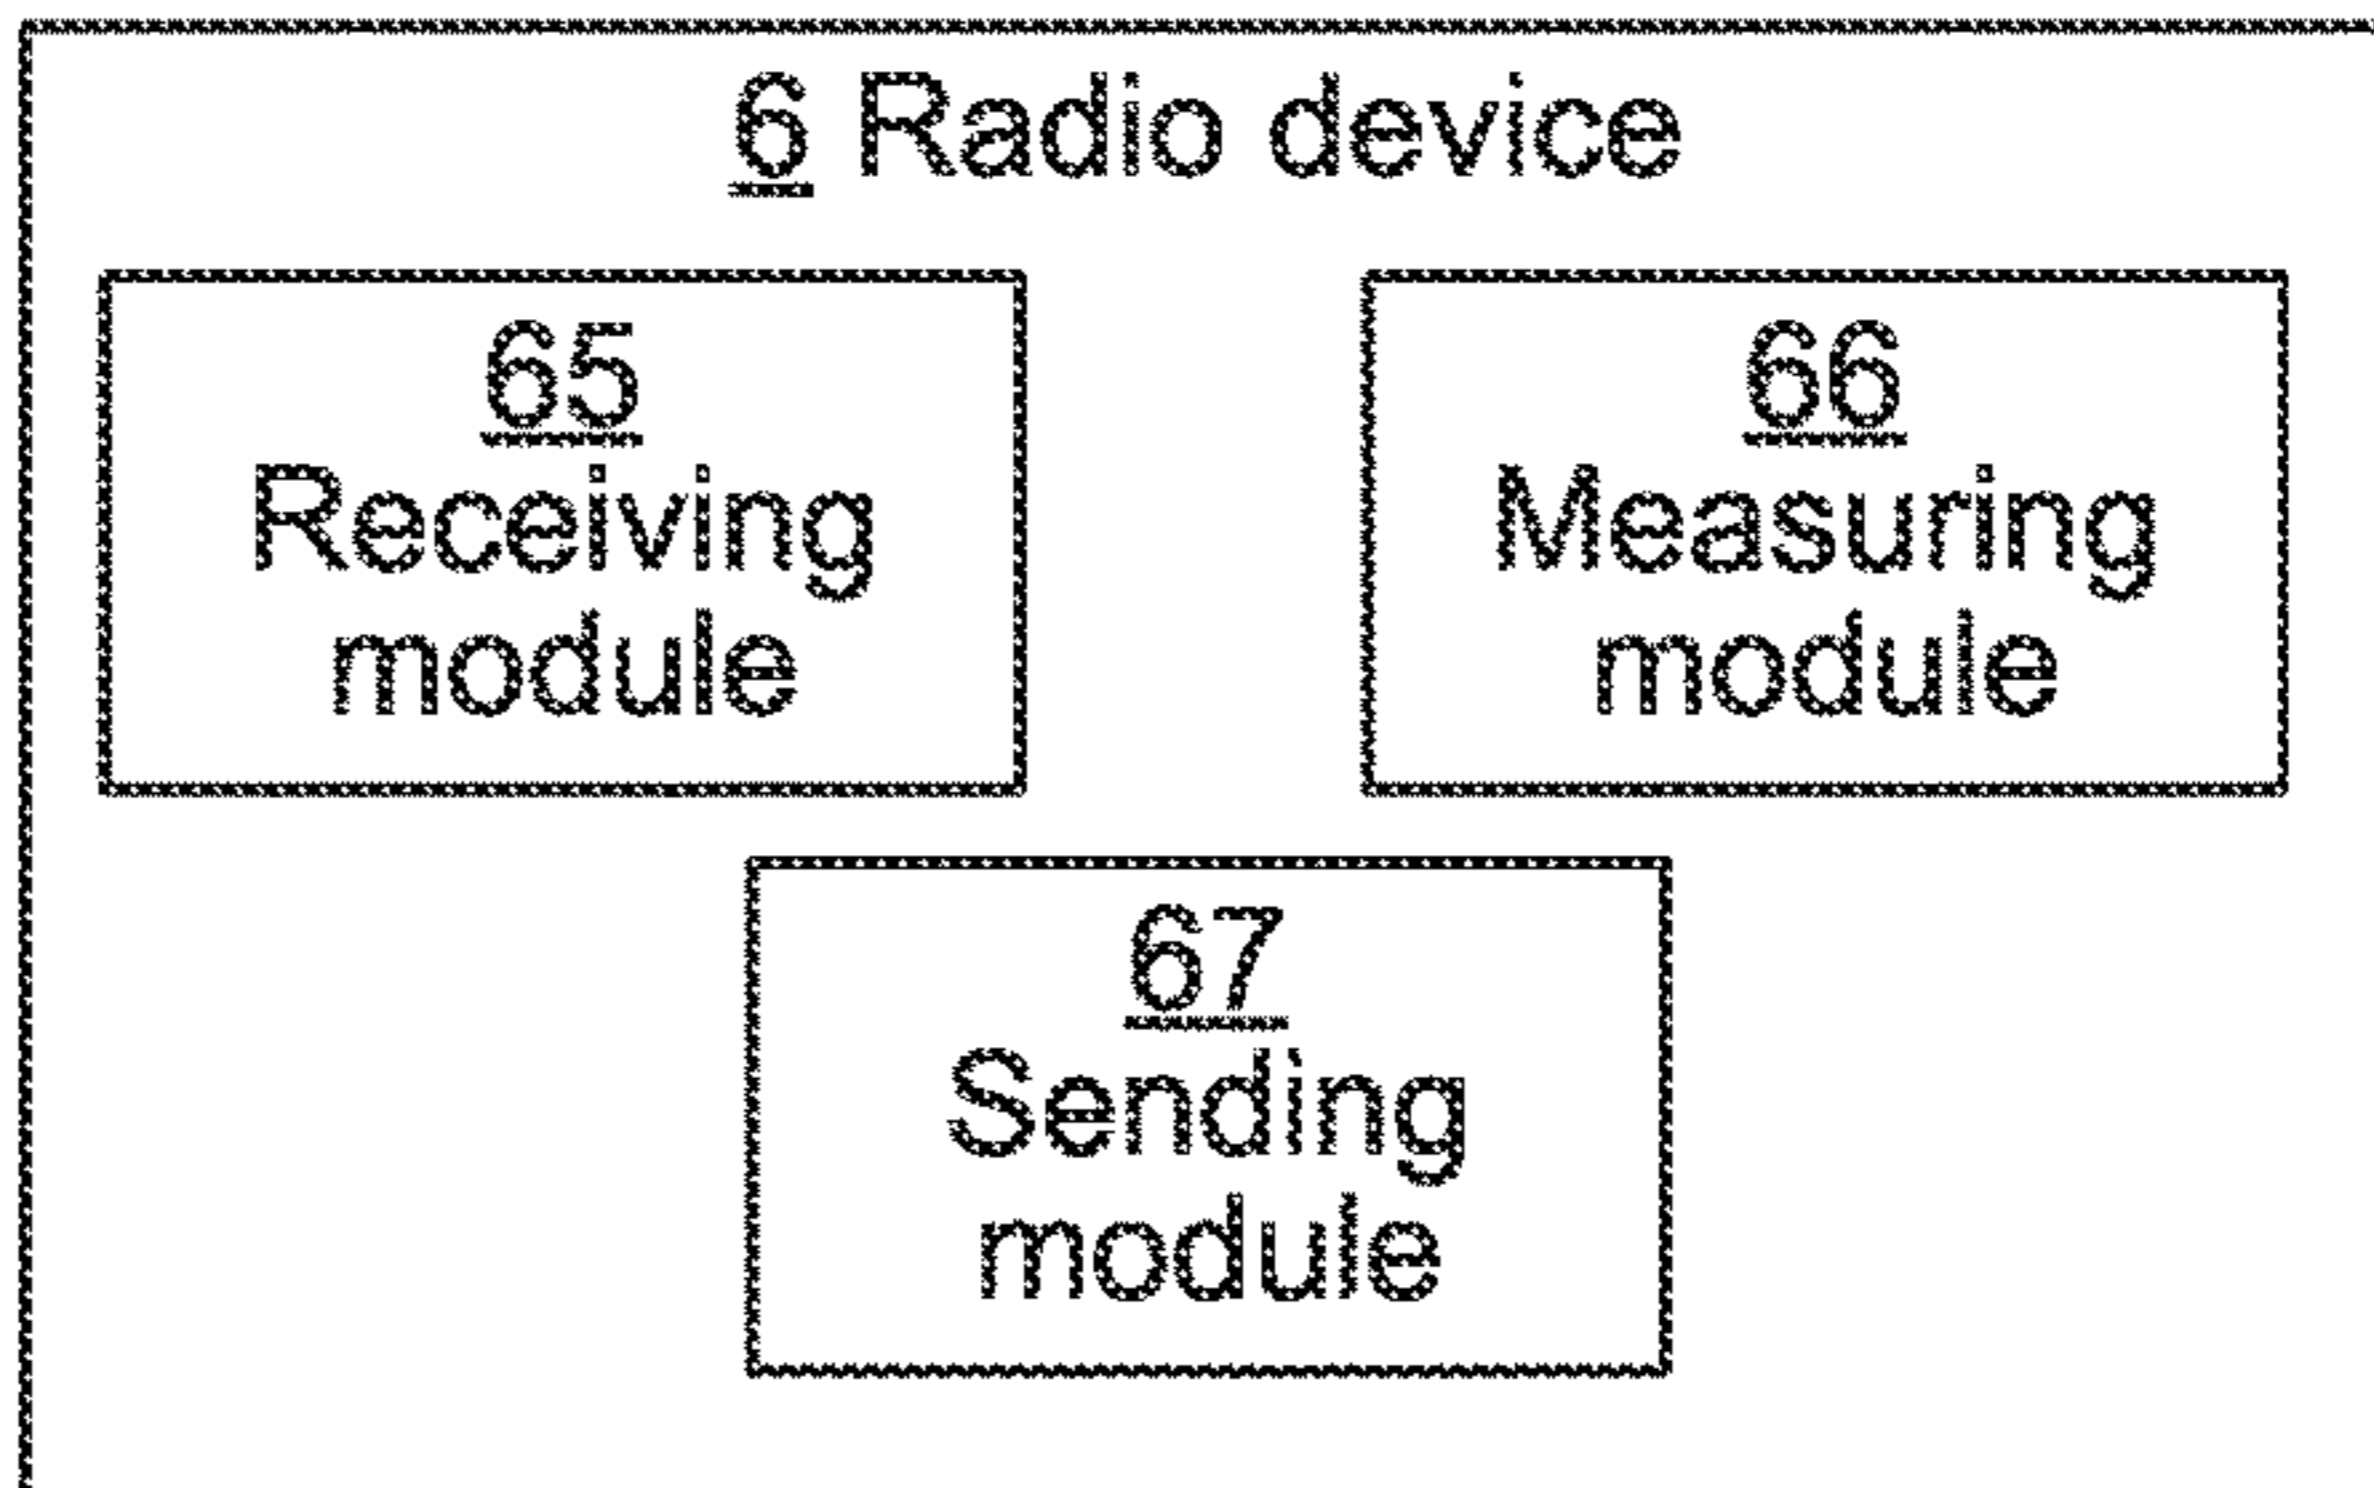 6 Radio device
65
Receiving
module
66
Measuring
module
67
Sending
module